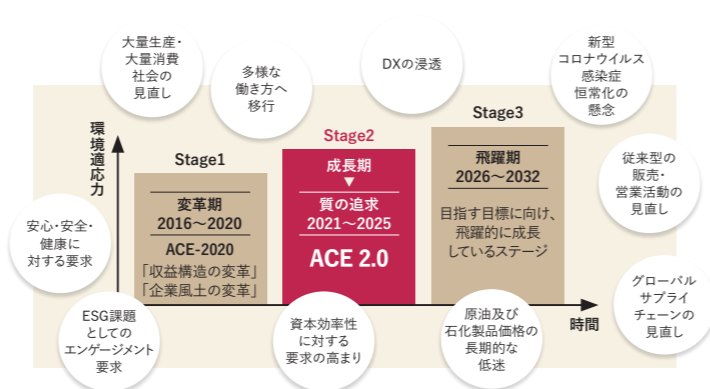 大量生産・
大量消費
社会の
見直し
多様な
働き方へ
移行
DXの浸透
新型
コロナウイルス
感染症
恒常化の
懸念
従来型の
販売・
営業活動の
見直し
グローバル
サプライ
チェーンの
見直し
安心・安全・
健康に
対する要求
ESG課題
としての
エンゲージメント
要求
資本効率性
に対する
要求の高まり
原油及び
石化製品価格の
長期的な
低迷
環境適応力
時間
Stage1
変革期
2016〜2020
ACE-2020
「収益構造の変革」
「企業風土の変革」
Stage2
成長期
▼
質の追求
2021〜2025
ACE 2.0
Stage3
飛躍期
2026〜2032
目指す目標に向け、
飛躍的に成長
しているステージ